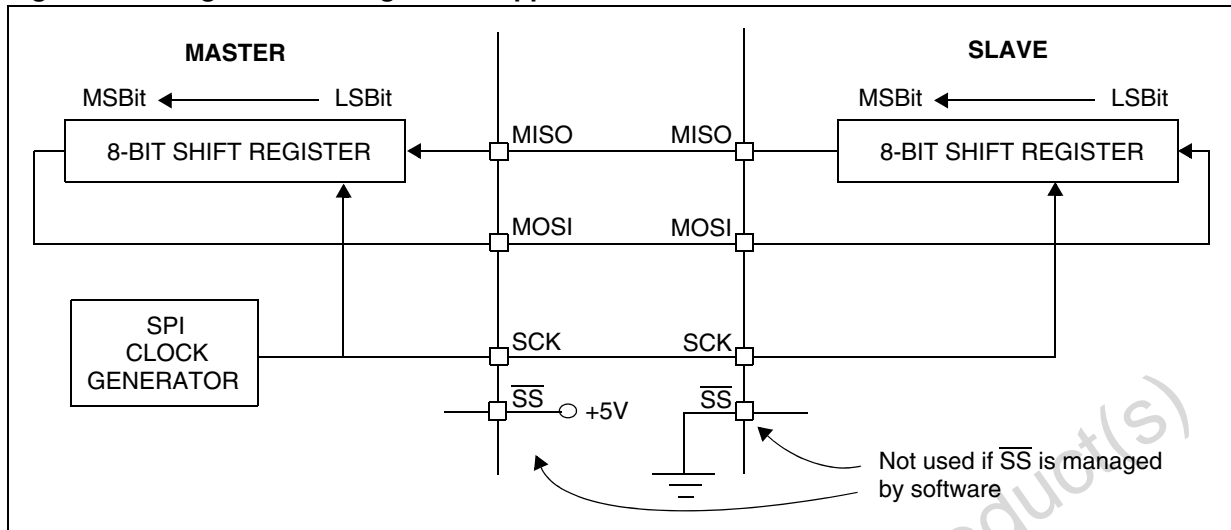 MASTER
SLAVE
MSBit
LSBit
MSBit
LSBit
8-BIT SHIFT REGISTER
MISO
MISO
8-BIT SHIFT REGISTER
MOSI
MOSI
SPI
CLOCK
GENERATOR
SCK
SCK
SS
+5V
SS
Not used if SS is managed
by software